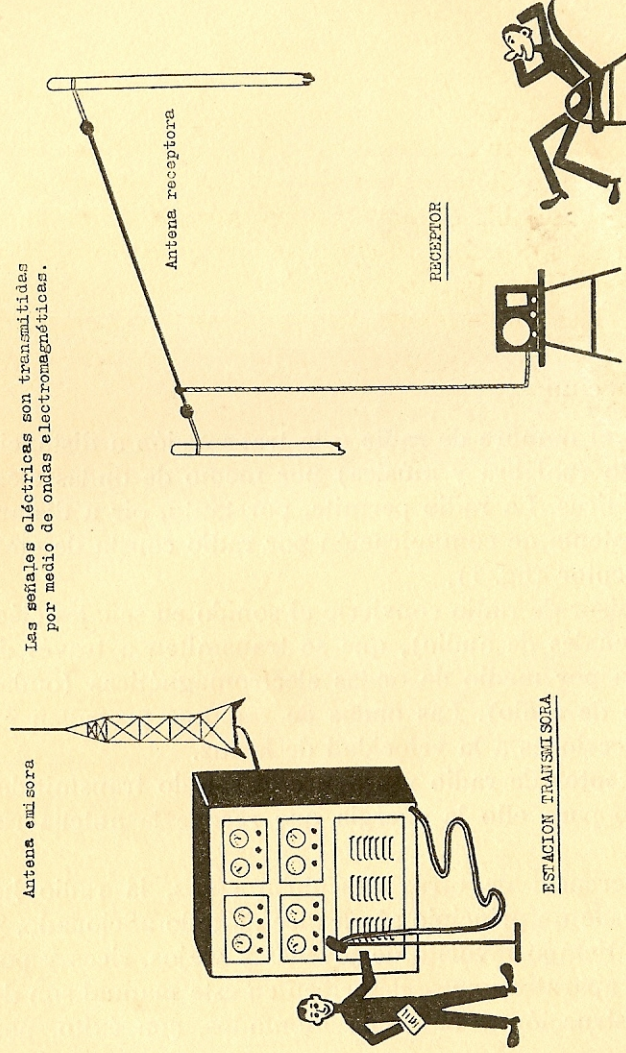 Antena emisora
Las señales eléctricas son transmitidas
por medio de ondas electromagnéticas.
Antena receptora
ESTACION TRANSMISORA
RECEPTOR